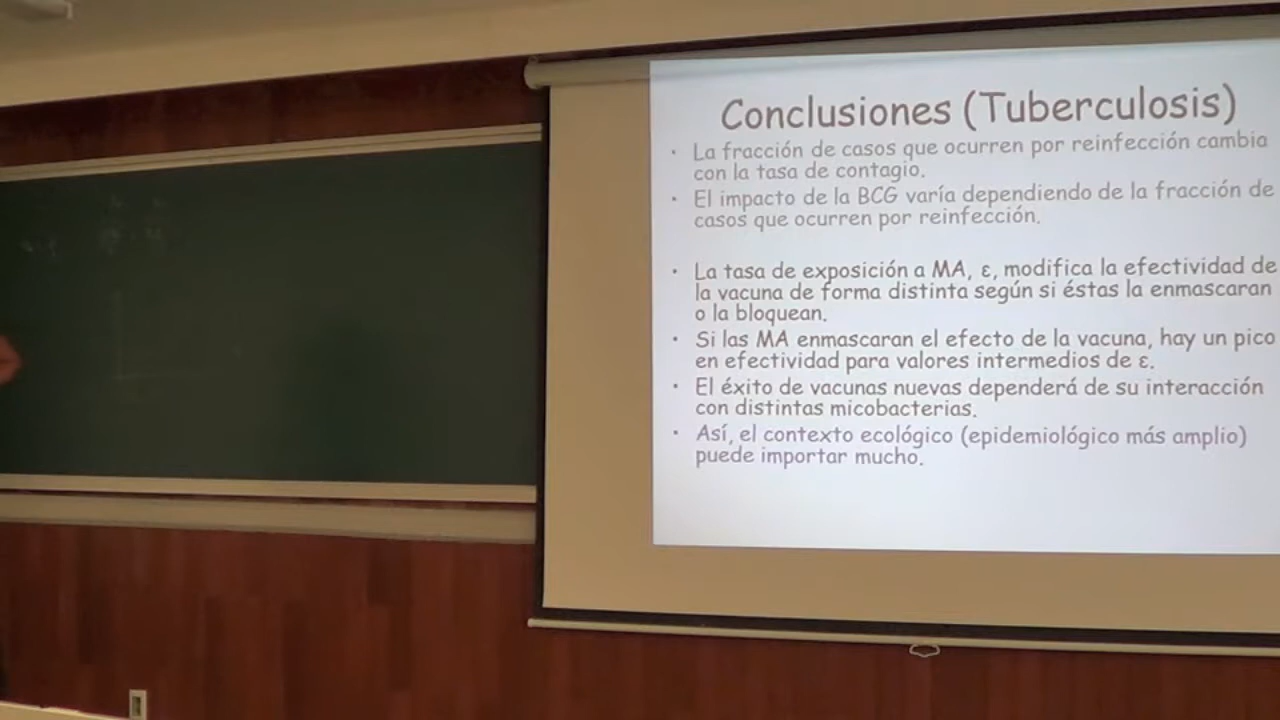 Conclusiones (Tuberculosis)
• La fracción de casos que ocurren por reinfección cambia
con la tasa de contagio.
• El impacto de la BCG varía dependiendo de la fracción de
casos que ocurren por reinfección.
• La tasa de exposición a MA, ε, modifica la efectividad de
la vacuna de forma distinta según si éstas la enmascaran
o la bloquean.
• Si las MA enmascaran el efecto de la vacuna, hay un pico
en efectividad para valores intermedios de ε.
• El éxito de vacunas nuevas dependerá de su interacción
con distintas micobacterias.
• Así, el contexto ecológico (epidemiológico más amplio)
puede importar mucho.